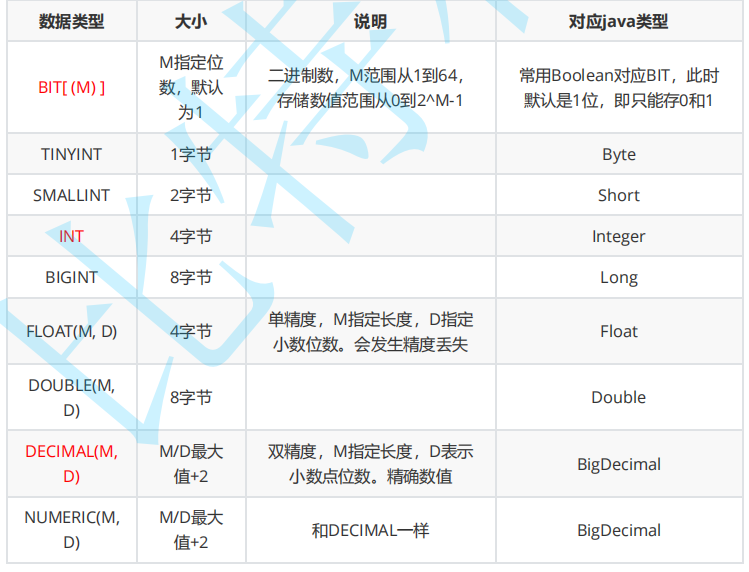 数据类型 大小 说明 对应java类型
BIT[ (M) ] M指定位数，默认为1 二进制数，M范围从1到64，存储数值范围从0到2^M-1 常用Boolean对应BIT，此时默认是1位，即只能存0和1
TINYINT 1字节 Byte
SMALLINT 2字节 Short
INT 4字节 Integer
BIGINT 8字节 Long
FLOAT(M, D) 4字节 单精度，M指定长度，D指定小数位数。会发生精度丢失 Float
DOUBLE(M, D) 8字节 Double
DECIMAL(M, D) M/D最大值+2 双精度，M指定长度，D表示小数点位数。精确数值 BigDecimal
NUMERIC(M, D) M/D最大值+2 和DECIMAL一样 BigDecimal
比特